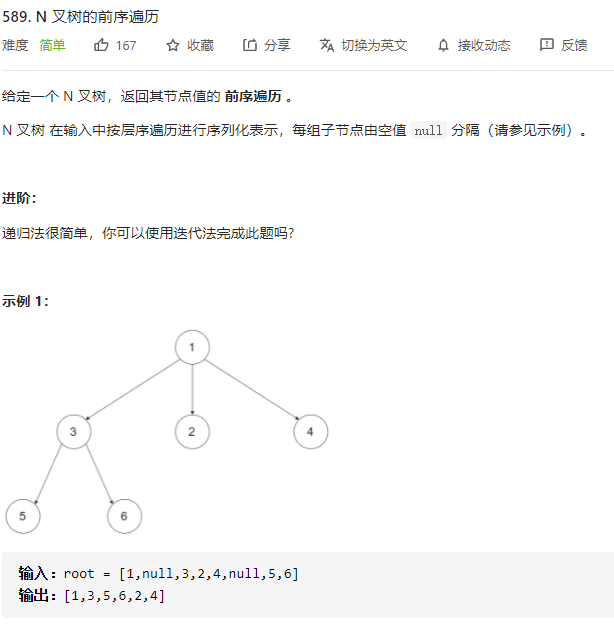 589. N 叉树的前序遍历
难度 简单 167 收藏 分享 切换为英文 接收动态 反馈
给定一个 N 叉树，返回其节点值的 前序遍历 。
N 叉树 在输入中按层序遍历进行序列化表示，每组子节点由空值 null 分隔（请参见示例）。
进阶：
递归法很简单，你可以使用迭代法完成此题吗?
示例 1：
1
3 2 4
5 6
输入：root = [1,null,3,2,4,null,5,6]
输出：[1,3,5,6,2,4]